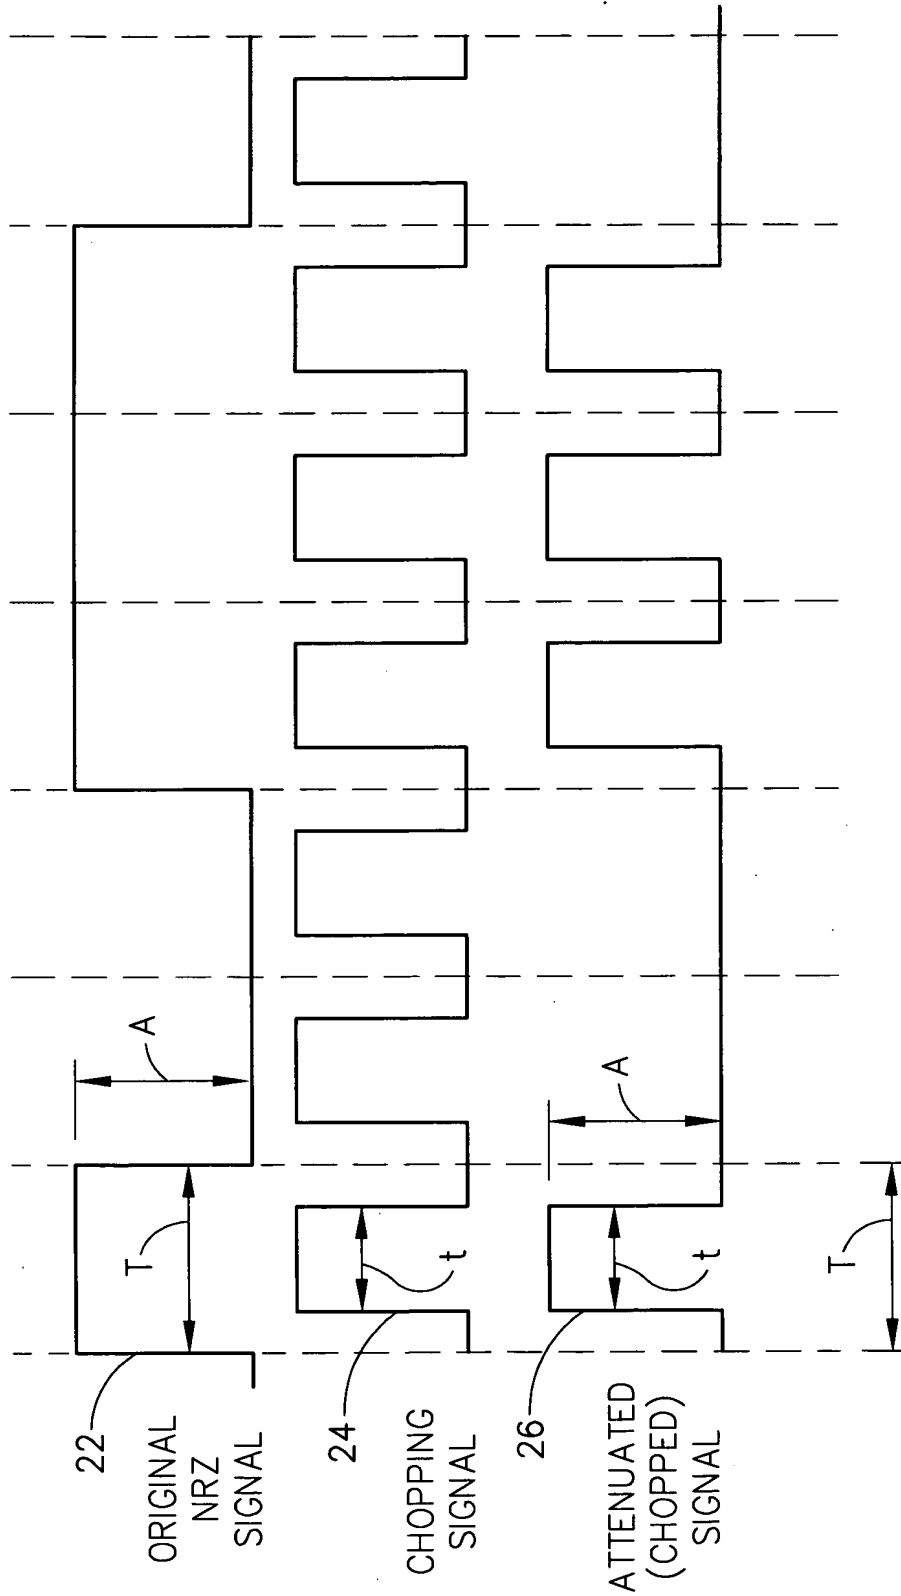 22
ORIGINAL
NRZ
SIGNAL
T
A
24
CHOPPING
SIGNAL
t
26
ATTENUATED
(CHOPPED)
SIGNAL
t
A
T